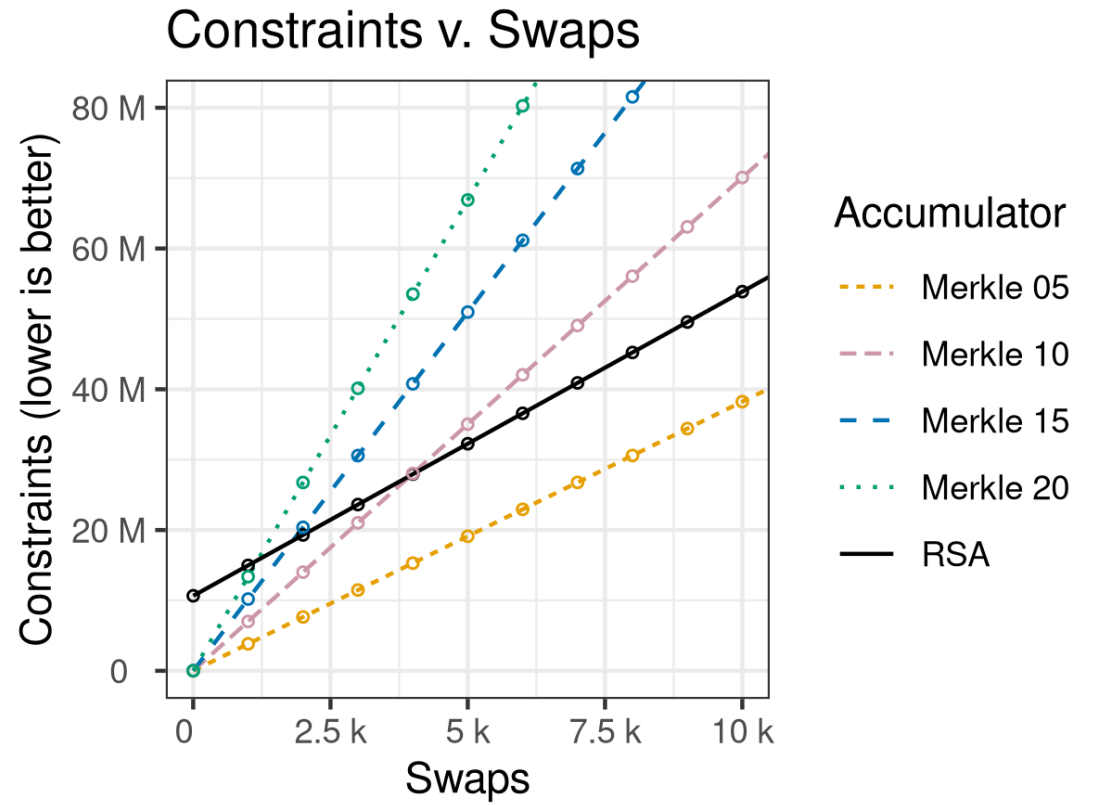 Constraints v. Swaps
Constraints (lower is better)
80 M
60 M
40 M
20 M
0
0 2.5 k 5 k 7.5 k 10 k
Swaps
Accumulator
Merkle 05
Merkle 10
Merkle 15
Merkle 20
RSA